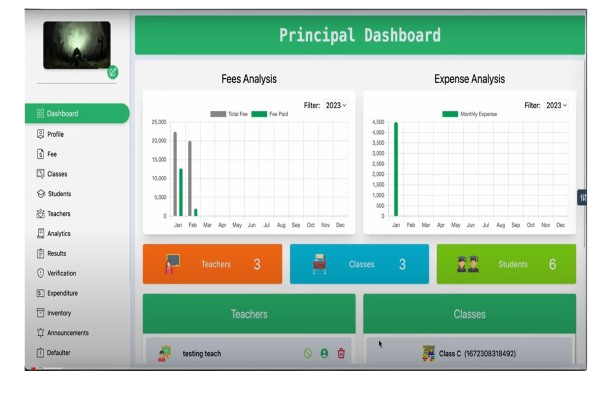 Principal Dashboard
Dashboard
Profile
Fee
Classes
Students
Teachers
Analytics
Results
Verification
Expenditure
Inventory
Announcements
Defaulter
Fees Analysis
Filter: 2023
Total Fee Fee Paid
25,000
20,000
15,000
10,000
5,000
0
Jan Feb Mar Apr May Jun Jul Aug Sep Oct Nov Dec
Expense Analysis
Filter: 2023
Monthly Expense
4,500
4,000
3,500
3,000
2,500
2,000
1,500
1,000
500
0
Jan Feb Mar Apr May Jun Jul Aug Sep Oct Nov Dec
Teachers 3
Classes 3
Students 6
Teachers
testing teach
Classes
Class C (1672308318492)